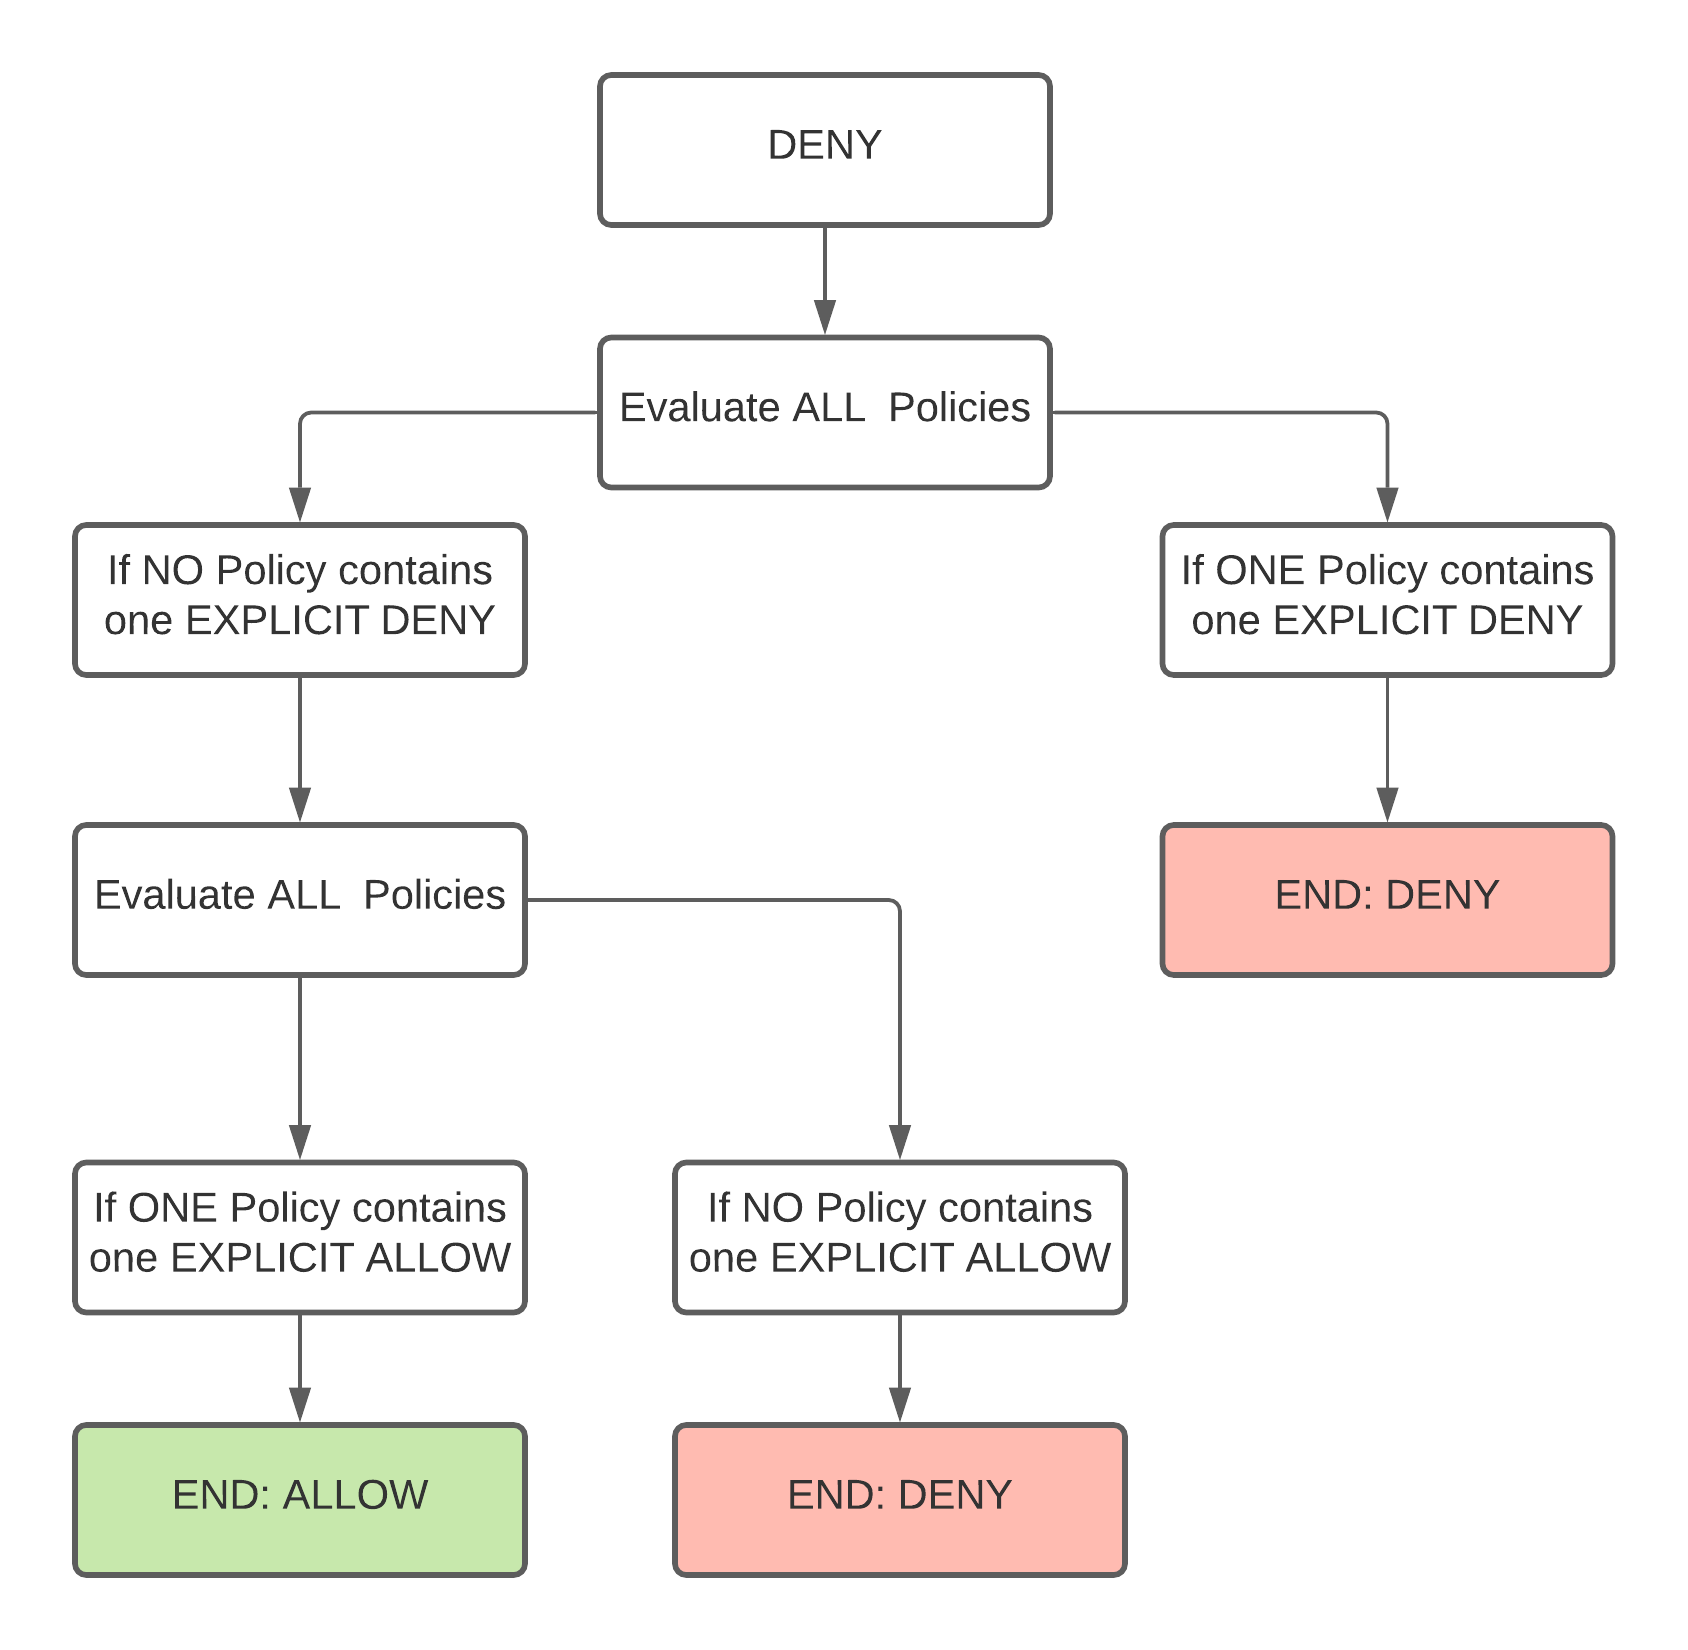 DENY
Evaluate ALL  Policies
If NO Policy contains
one EXPLICIT DENY
If ONE Policy contains
one EXPLICIT DENY
Evaluate ALL  Policies
END: DENY
If ONE Policy contains
one EXPLICIT ALLOW
If NO Policy contains
one EXPLICIT ALLOW
END: ALLOW
END: DENY